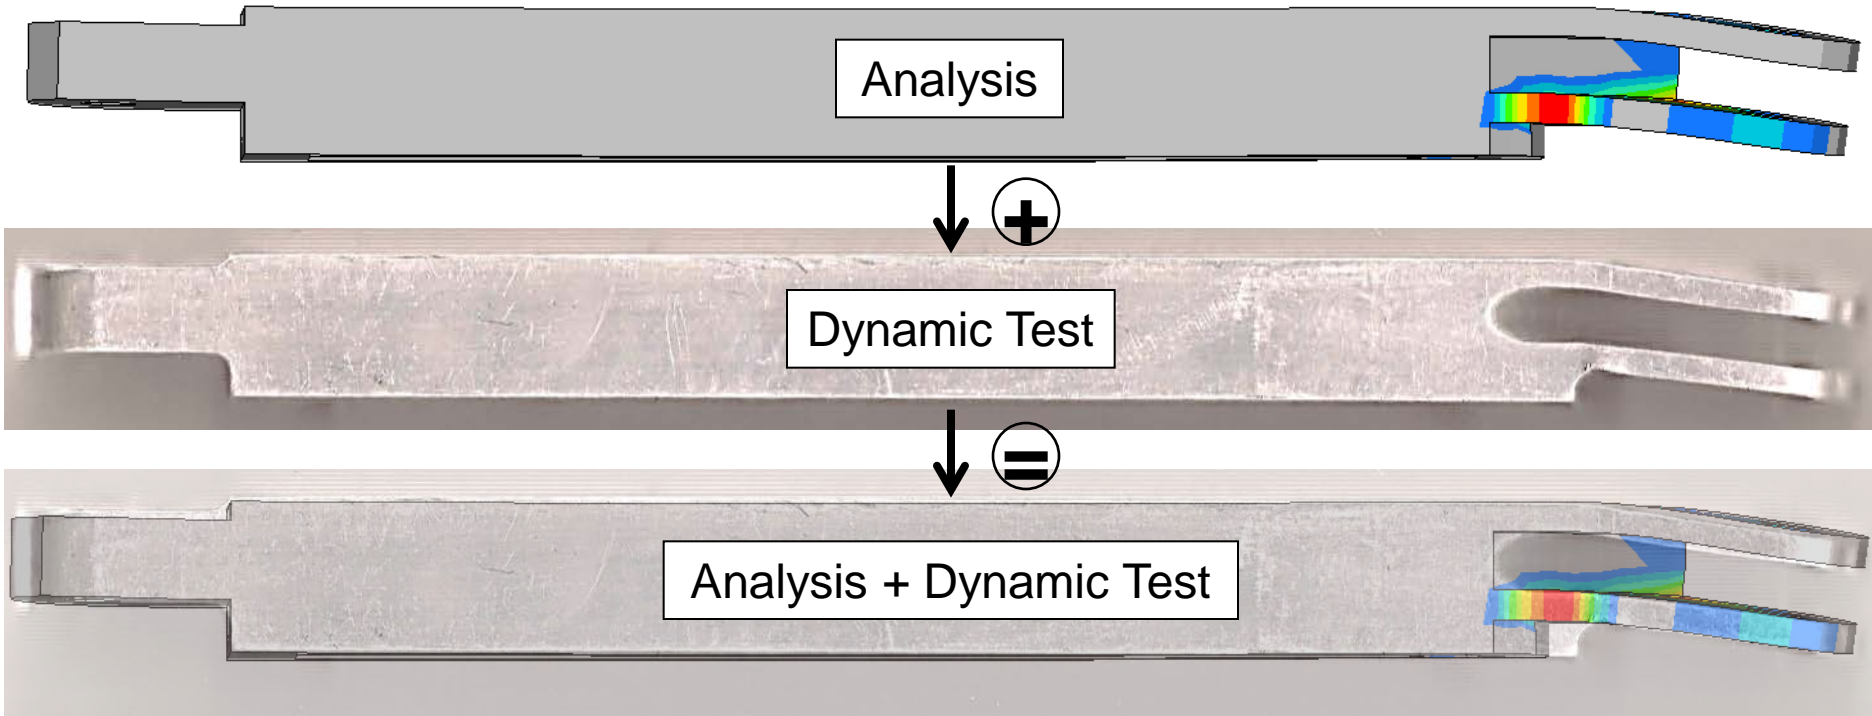 Analysis
+
Dynamic Test
=
Analysis + Dynamic Test